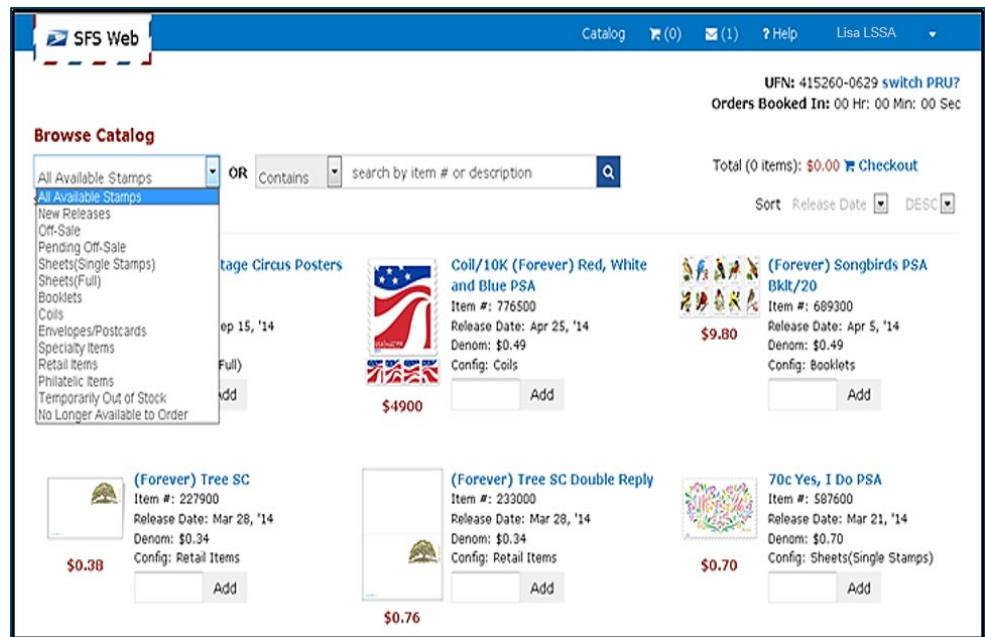 SFS Web
Catalog (0) (1) ? Help Lisa LSSA
UFN: 415260-0629 switch PRU?
Orders Booked In: 00 Hr: 00 Min: 00 Sec
Browse Catalog
All Available Stamps OR Contains search by item # or description
Total (0 items): $0.00 Checkout
Sort Release Date DESC
All Available Stamps
New Releases
Off-Sale
Pending Off-Sale
Sheets(Single Stamps)
Sheets(Full)
Booklets
Coils
Envelopes/Postcards
Specialty Items
Retail Items
Philatelic Items
Temporarily Out of Stock
No Longer Available to Order
Circus Posters
15, '14
Full)
Coil/10K (Forever) Red, White
and Blue PSA
Item #: 776500
Release Date: Apr 25, '14
Denom: $0.49
Config: Coils
Add
$4900
(Forever) Songbirds PSA
Bklt/20
Item #: 689300
Release Date: Apr 5, '14
Denom: $0.49
Config: Booklets
Add
$9.80
(Forever) Tree SC
Item #: 227900
Release Date: Mar 28, '14
Denom: $0.34
Config: Retail Items
Add
$0.38
(Forever) Tree SC Double Reply
Item #: 233000
Release Date: Mar 28, '14
Denom: $0.34
Config: Retail Items
Add
$0.76
70c Yes, I Do PSA
Item #: 587600
Release Date: Mar 21, '14
Denom: $0.70
Config: Sheets(Single Stamps)
Add
$0.70